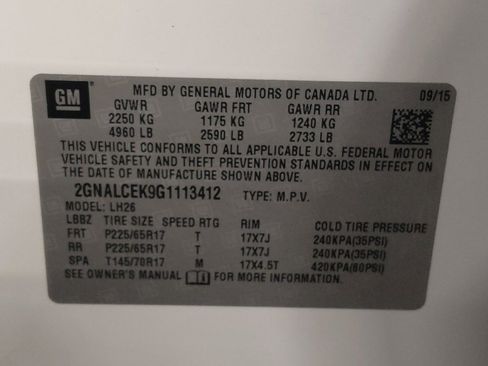 GM
MFD BY GENERAL MOTORS OF CANADA LTD. 09/15
GVWR GAWR FRT GAWR RR
2250 KG 1175 KG 1240 KG
4960 LB 2590 LB 2733 LB
THIS VEHICLE CONFORMS TO ALL APPLICABLE U.S. FEDERAL MOTOR
VEHICLE SAFETY AND THEFT PREVENTION STANDARDS IN EFFECT ON
THE DATE OF MANUFACTURE SHOWN ABOVE.
2GNALCEK9G1113412 TYPE: M.P.V.
MODEL: LH26
LBBZ TIRE SIZE SPEED RTG RIM COLD TIRE PRESSURE
FRT P225/65R17 T 17X7J 240KPA(35PSI)
RR P225/65R17 T 17X7J 240KPA(35PSI)
SPA T145/70R17 M 17X4.5T 420KPA(60PSI)
SEE OWNER'S MANUAL FOR MORE INFORMATION.